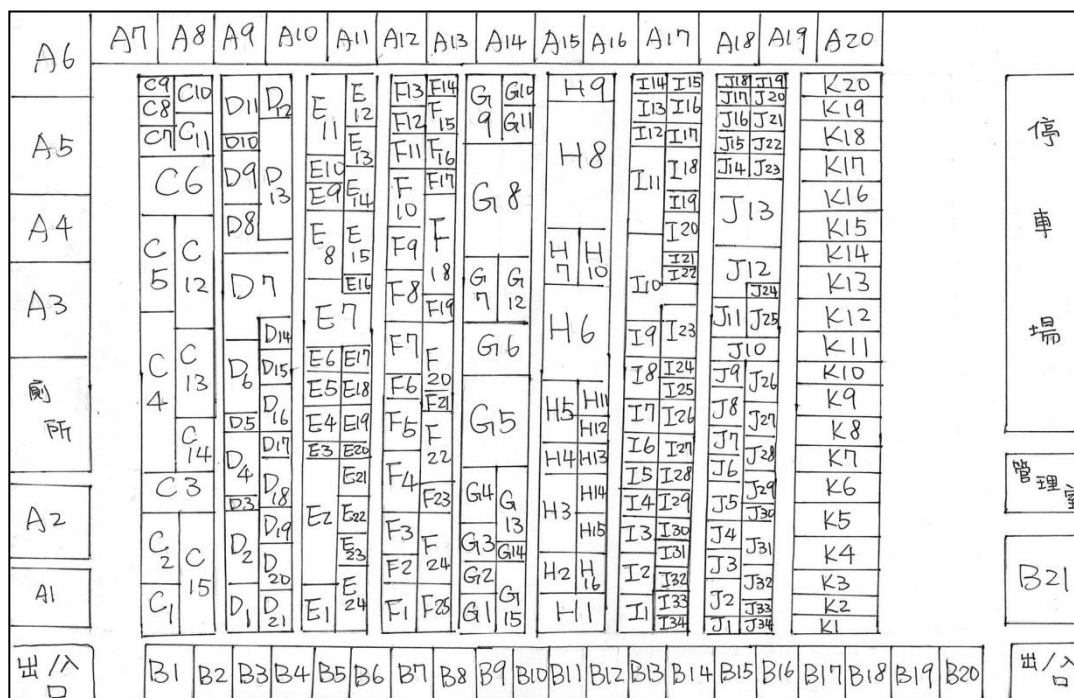 A6
A7 A8 A9 A10 A11 A12 A13 A14 A15 A16 A17 A18 A19 A20
A5
A4
A3
廁
所
A2
A1
出/入
口
C9 C10
C8
C7 C11
C6
C5 C12
C4 C13
C14
C3
C2 C15
C1
D11 D12
D10
D9 D13
D8
D7
D14
D6 D15
D16
D5
D4 D17
D18
D3
D2 D19
D20
D1 D21
E11 E12
E13
E10
E9 E14
E8 E15
E16
E7
E6 E17
E5 E18
E4 E19
E3 E20
E2 E21
E22
E23
E1 E24
F13 F14
F12 F15
F11 F16
F10 F17
F9 F18
F8 F19
F7 F20
F6 F21
F5 F22
F4 F23
F3 F24
F2
F1 F25
G9 G10
G11
G8
G7 G12
G6
G5
G4 G13
G3 G14
G2 G15
G1
H9
H8
H7 H10
H6
H5 H11
H12
H4 H13
H3 H14
H15
H2 H16
H1
I14 I15
I13 I16
I12 I17
I11 I18
I19
I20
I21
I10 I22
I9 I23
I8 I24
I25
I7 I26
I6 I27
I5 I28
I4 I29
I3 I30
I31
I2 I32
I1 I33
I34
J18 J19
J17 J20
J16 J21
J15 J22
J14 J23
J13
J12
J24
J11 J25
J10
J9 J26
J8 J27
J7 J28
J6
J5 J29
J30
J4 J31
J3
J2 J32
J33
J1 J34
K20
K19
K18
K17
K16
K15
K14
K13
K12
K11
K10
K9
K8
K7
K6
K5
K4
K3
K2
K1
停
車
場
管理室
B21
出/入
口
B1 B2 B3 B4 B5 B6 B7 B8 B9 B10 B11 B12 B13 B14 B15 B16 B17 B18 B19 B20